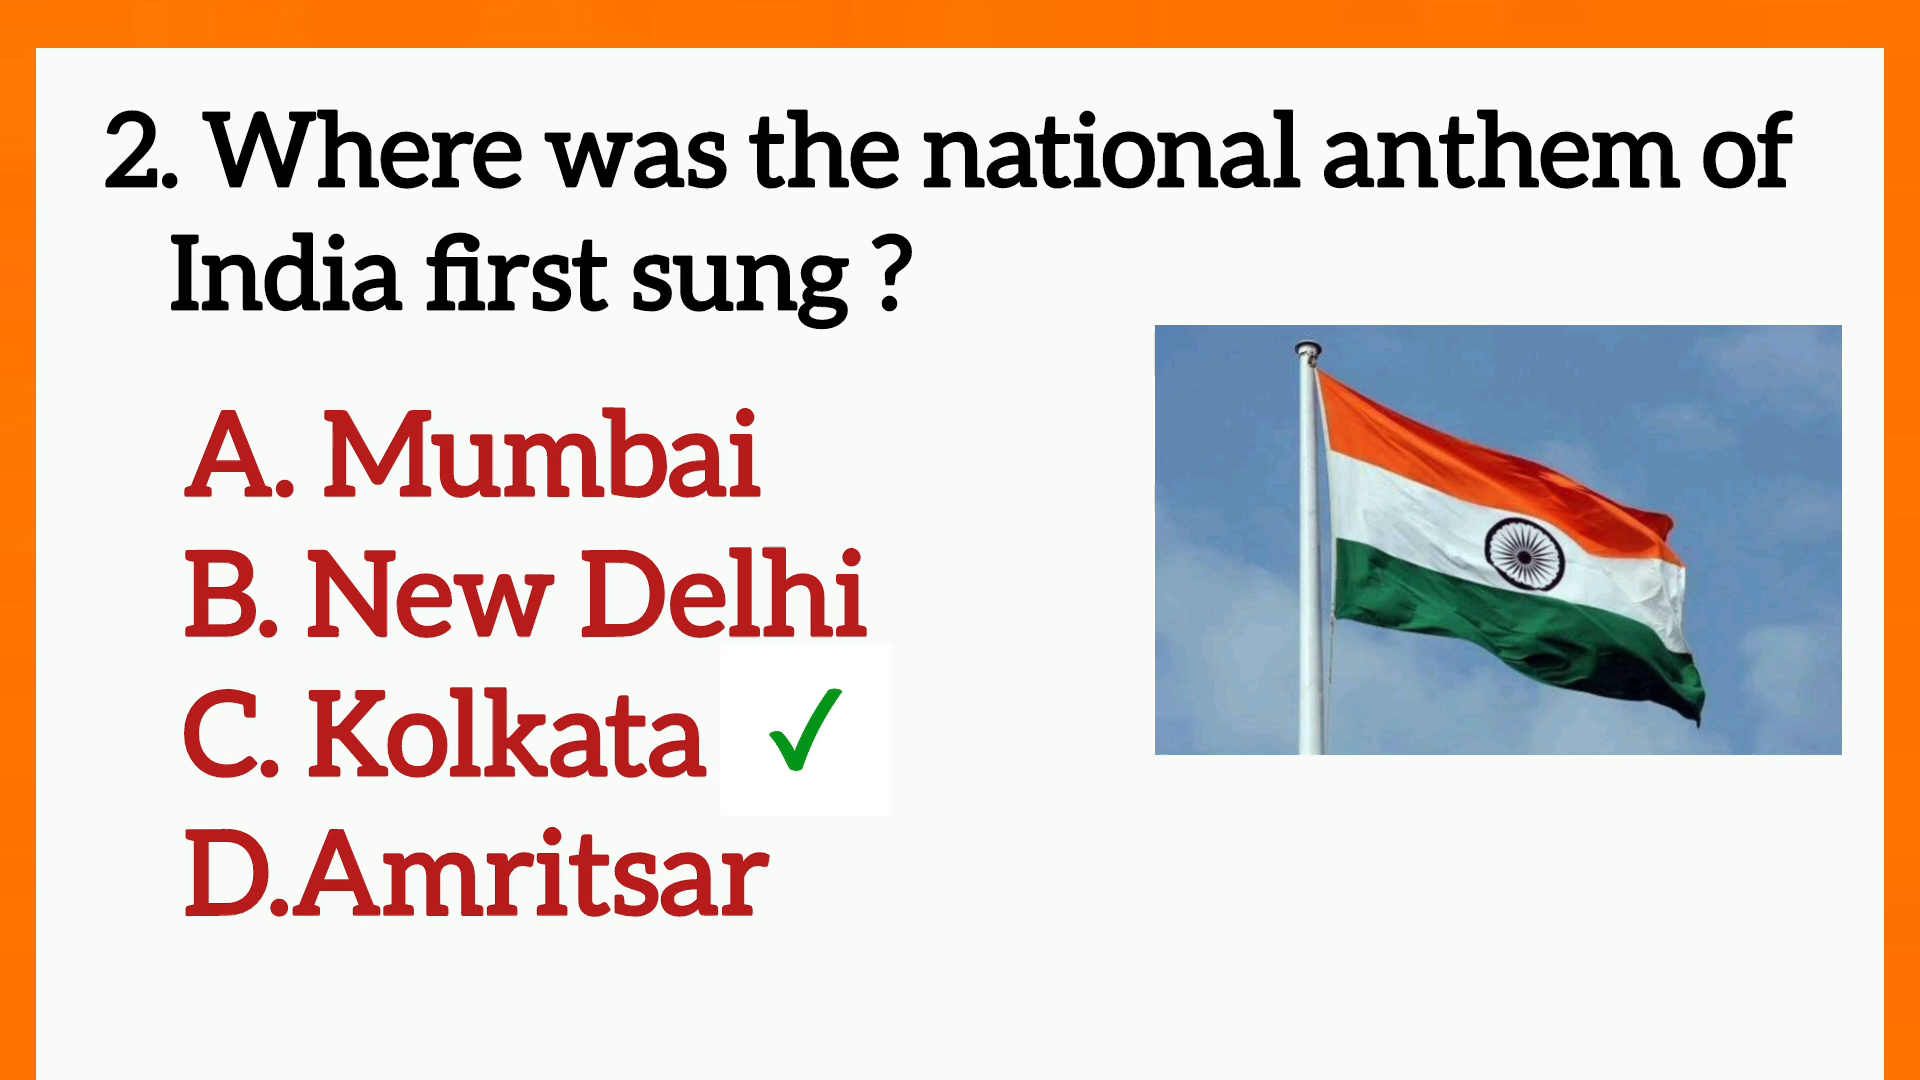 2. Where was the national anthem of
India first sung ?
A. Mumbai
B. New Delhi
C. Kolkata ✓
D.Amritsar